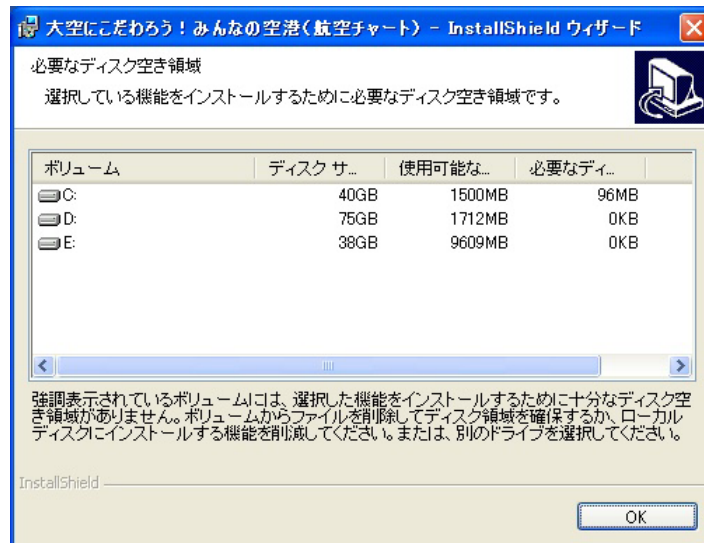 大空にこだわろう！みんなの空港（航空チャート） - InstallShield ウィザード
必要なディスク空き領域
選択している機能をインストールするために必要なディスク空き領域です。
ボリューム ディスク サ... 使用可能な... 必要なディ...
C: 40GB 1500MB 96MB
D: 75GB 1712MB 0KB
E: 38GB 9609MB 0KB
強調表示されているボリュームには、選択した機能をインストールするために十分なディスク空
き領域がありません。ボリュームからファイルを削除してディスク領域を確保するか、ローカル
ディスクにインストールする機能を削減してください。または、別のドライブを選択してください。
InstallShield
OK